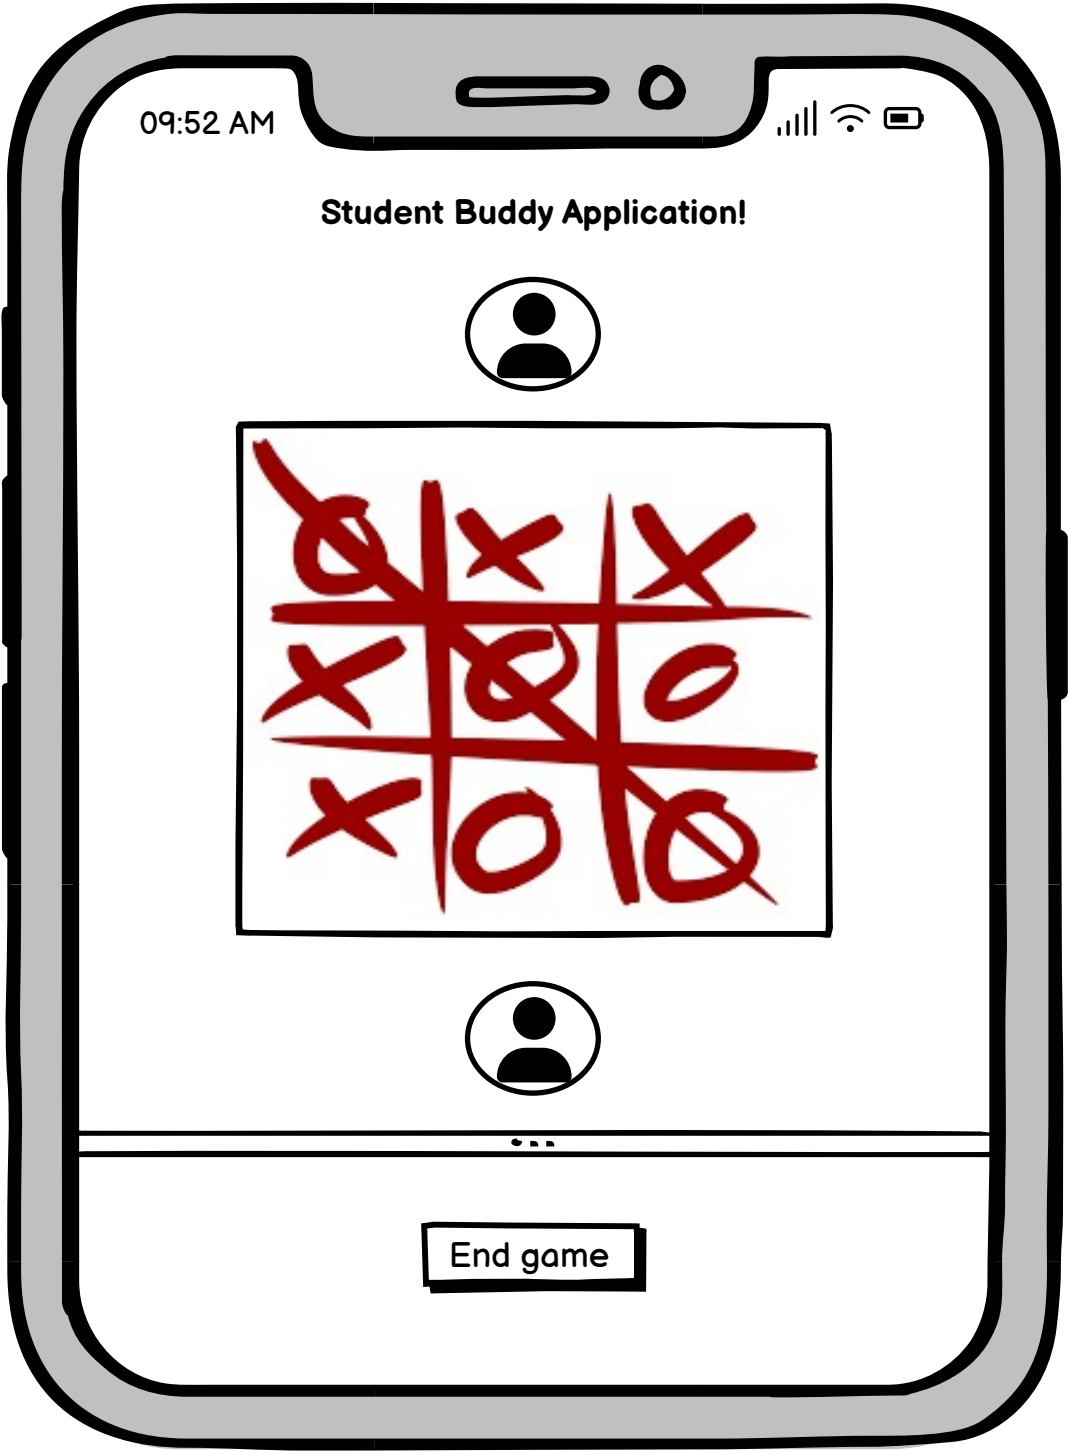 09:52 AM
Student Buddy Application!
O X X
X O O
X O O
End game